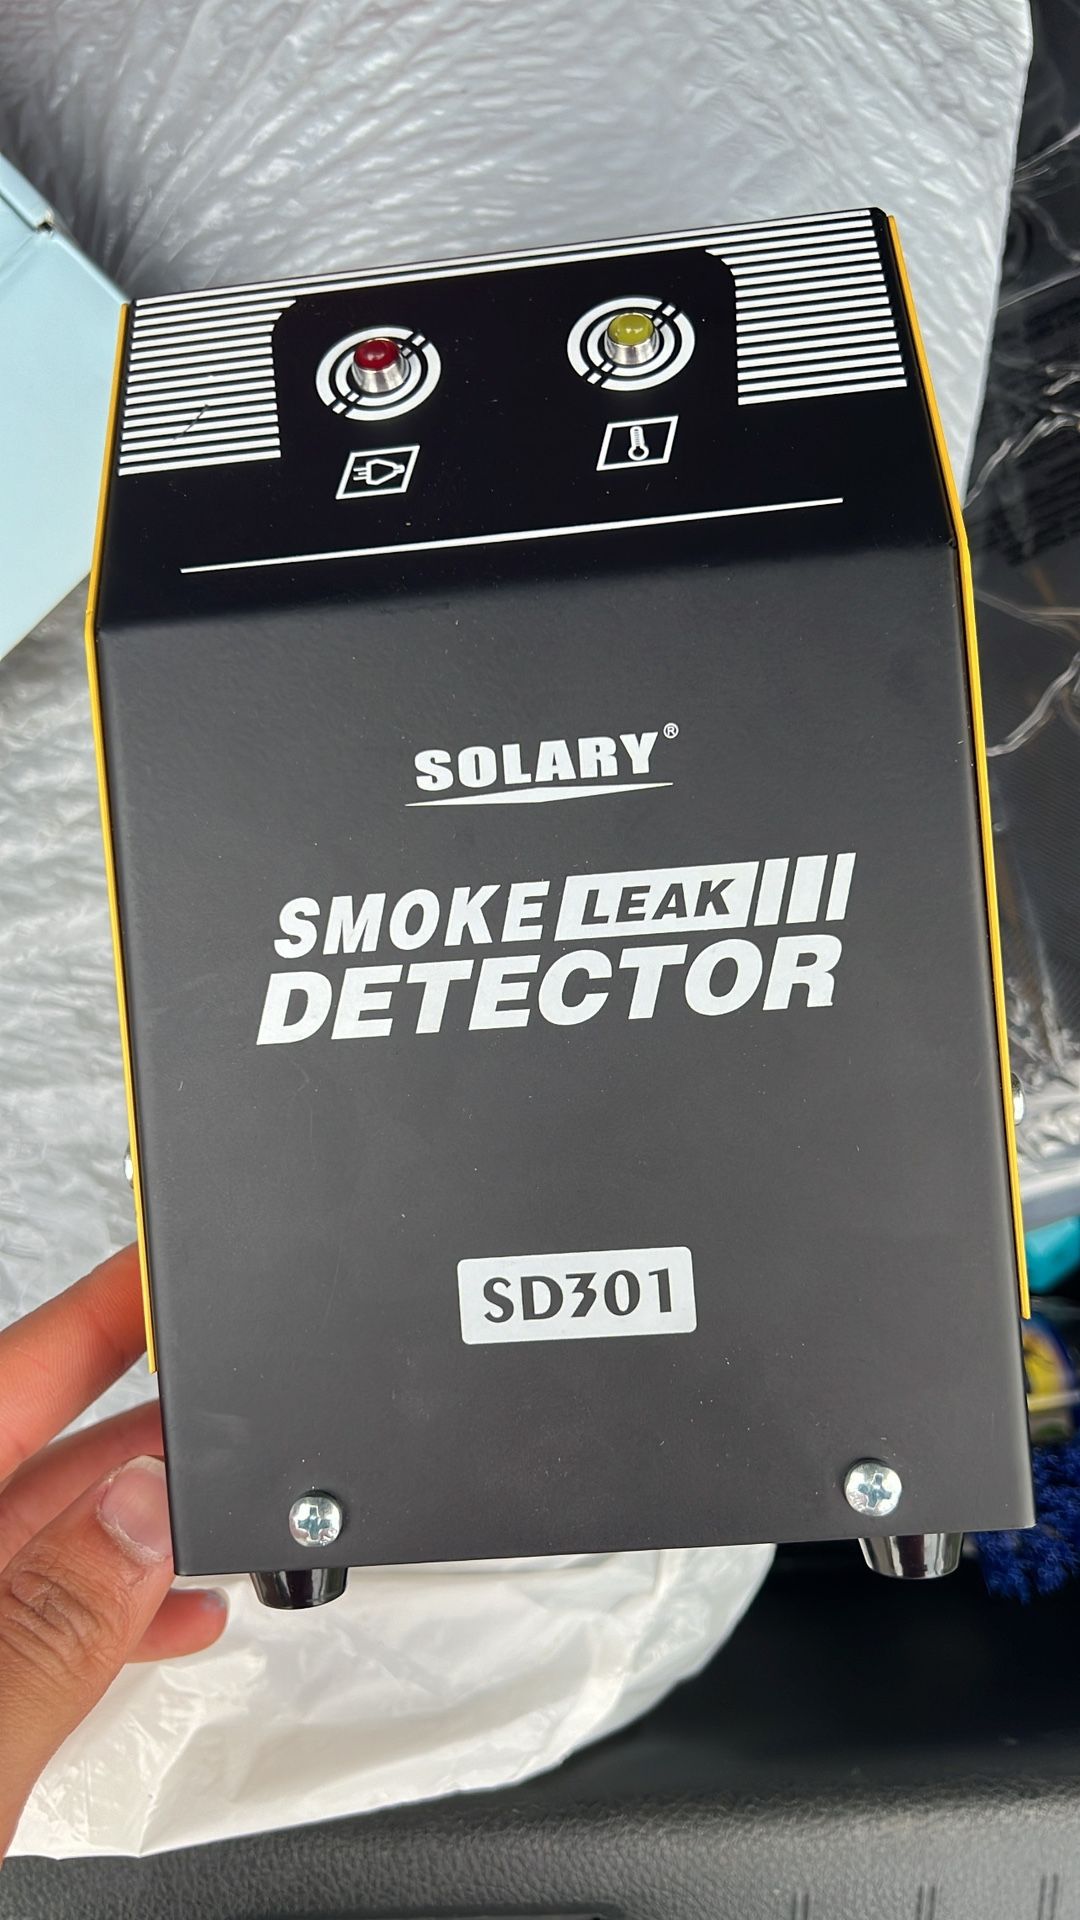 SOLARY®
SMOKE LEAK
DETECTOR
SD301